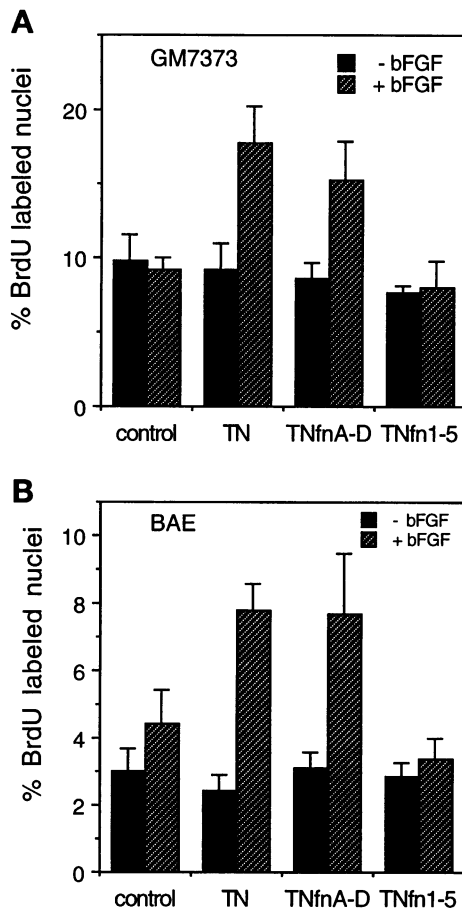 A
GM7373
- bFGF
+ bFGF
% BrdU labeled nuclei
20
10
0
control TN TNfnA-D TNfn1-5
B
BAE
- bFGF
+ bFGF
% BrdU labeled nuclei
10
8
6
4
2
0
control TN TNfnA-D TNfn1-5